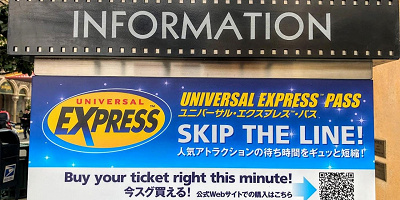 INFORMATION
UNIVERSAL
EXPRESS™
UNIVERSAL EXPRESS™ PASS
ユニバーサル・エクスプレス・パス
SKIP THE LINE!
人気アトラクションの待ち時間をギュッと短縮!
Buy your ticket right this minute!
今スグ買える! 公式Webサイトでの購入はこちら